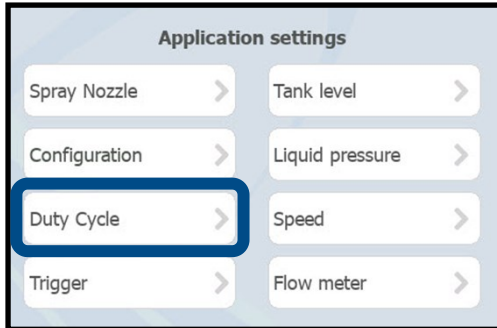 Application settings
Spray Nozzle
Tank level
Configuration
Liquid pressure
Duty Cycle
Speed
Trigger
Flow meter